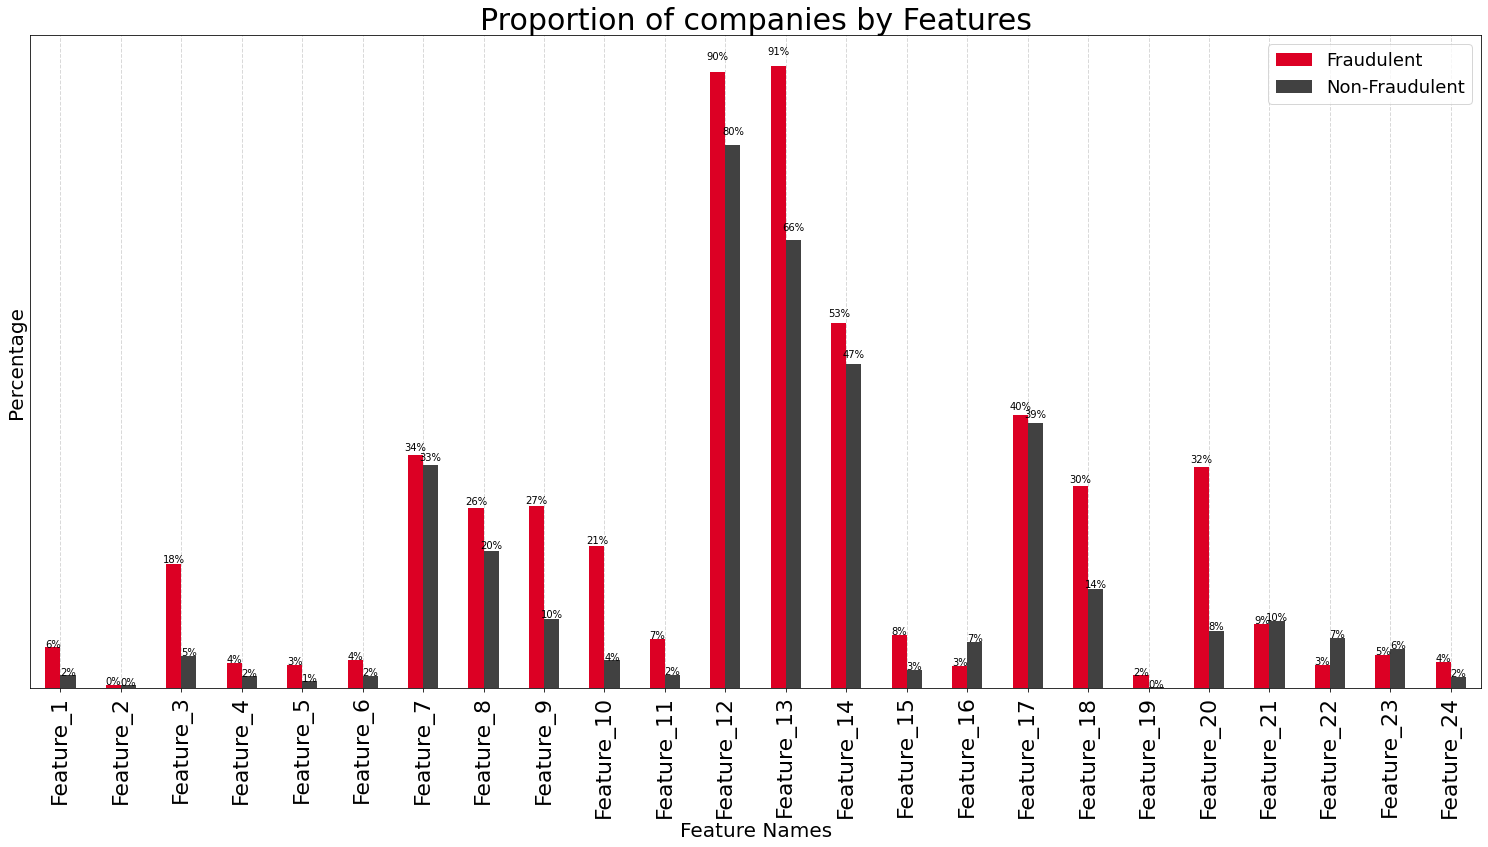 Proportion of companies by Features
Fraudulent
Non-Fraudulent
Percentage
6% 2% 0% 0% 18% 5% 4% 2% 3% 1% 4% 2% 34% 33% 26% 20% 27% 10% 21% 4% 7% 2% 90% 80% 91% 66% 53% 47% 8% 3% 3% 7% 40% 39% 30% 14% 2% 0% 32% 8% 9% 10% 3% 7% 5% 6% 4% 2%
Feature_1
Feature_2
Feature_3
Feature_4
Feature_5
Feature_6
Feature_7
Feature_8
Feature_9
Feature_10
Feature_11
Feature_12
Feature_13
Feature_14
Feature_15
Feature_16
Feature_17
Feature_18
Feature_19
Feature_20
Feature_21
Feature_22
Feature_23
Feature_24
Feature Names